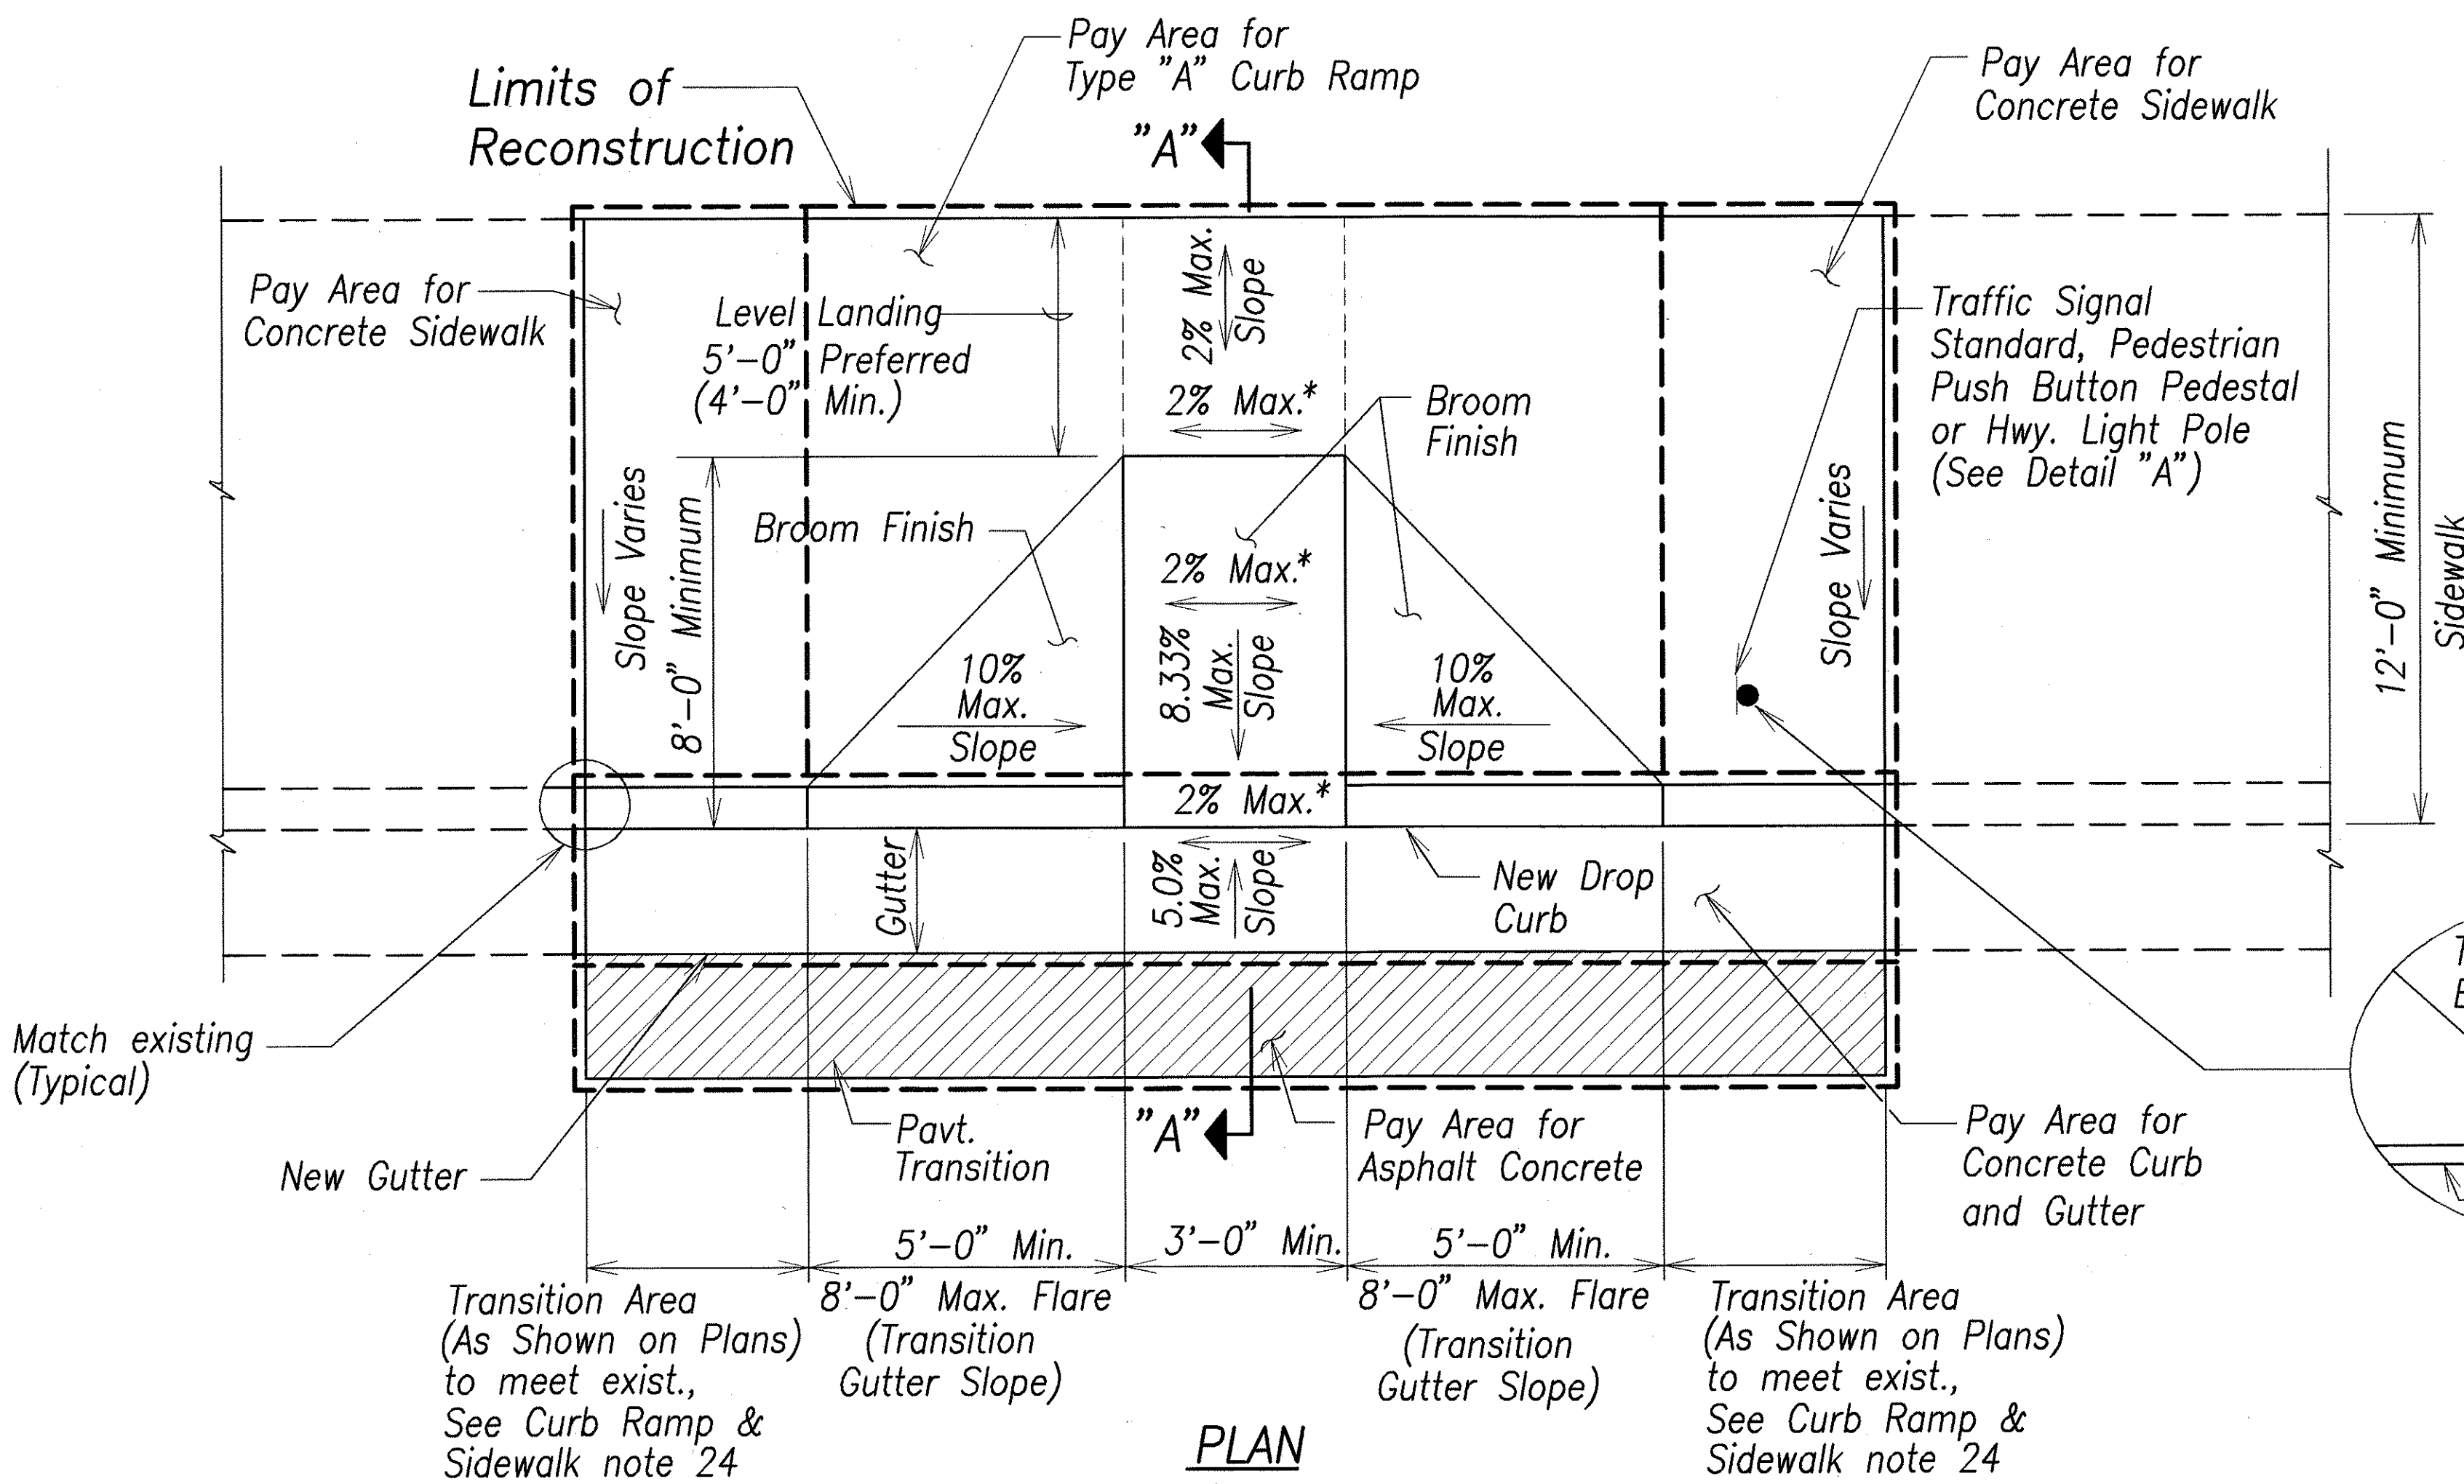 Pay Area for
Type "A" Curb Ramp
Limits of
Reconstruction
"A"
Pay Area for
Concrete Sidewalk
Pay Area for
Concrete Sidewalk
Level Landing
5'-0" Preferred
(4'-0" Min.)
2% Max.
Slope
2% Max.*
Broom
Finish
Traffic Signal
Standard, Pedestrian
Push Button Pedestal
or Hwy. Light Pole
(See Detail "A")
12'-0" Minimum
Sidewalk
Slope Varies
8'-0" Minimum
Broom Finish
2% Max.*
8.33%
Max.
Slope
10%
Max.
Slope
10%
Max.
Slope
Slope Varies
2% Max.*
Gutter
5.0%
Max.
Slope
New Drop
Curb
Match existing
(Typical)
New Gutter
Pavt.
Transition
"A"
Pay Area for
Asphalt Concrete
Pay Area for
Concrete Curb
and Gutter
5'-0" Min.
8'-0" Max. Flare
(Transition
Gutter Slope)
3'-0" Min.
5'-0" Min.
8'-0" Max. Flare
(Transition
Gutter Slope)
Transition Area
(As Shown on Plans)
to meet exist.,
See Curb Ramp &
Sidewalk note 24
Transition Area
(As Shown on Plans)
to meet exist.,
See Curb Ramp &
Sidewalk note 24
PLAN